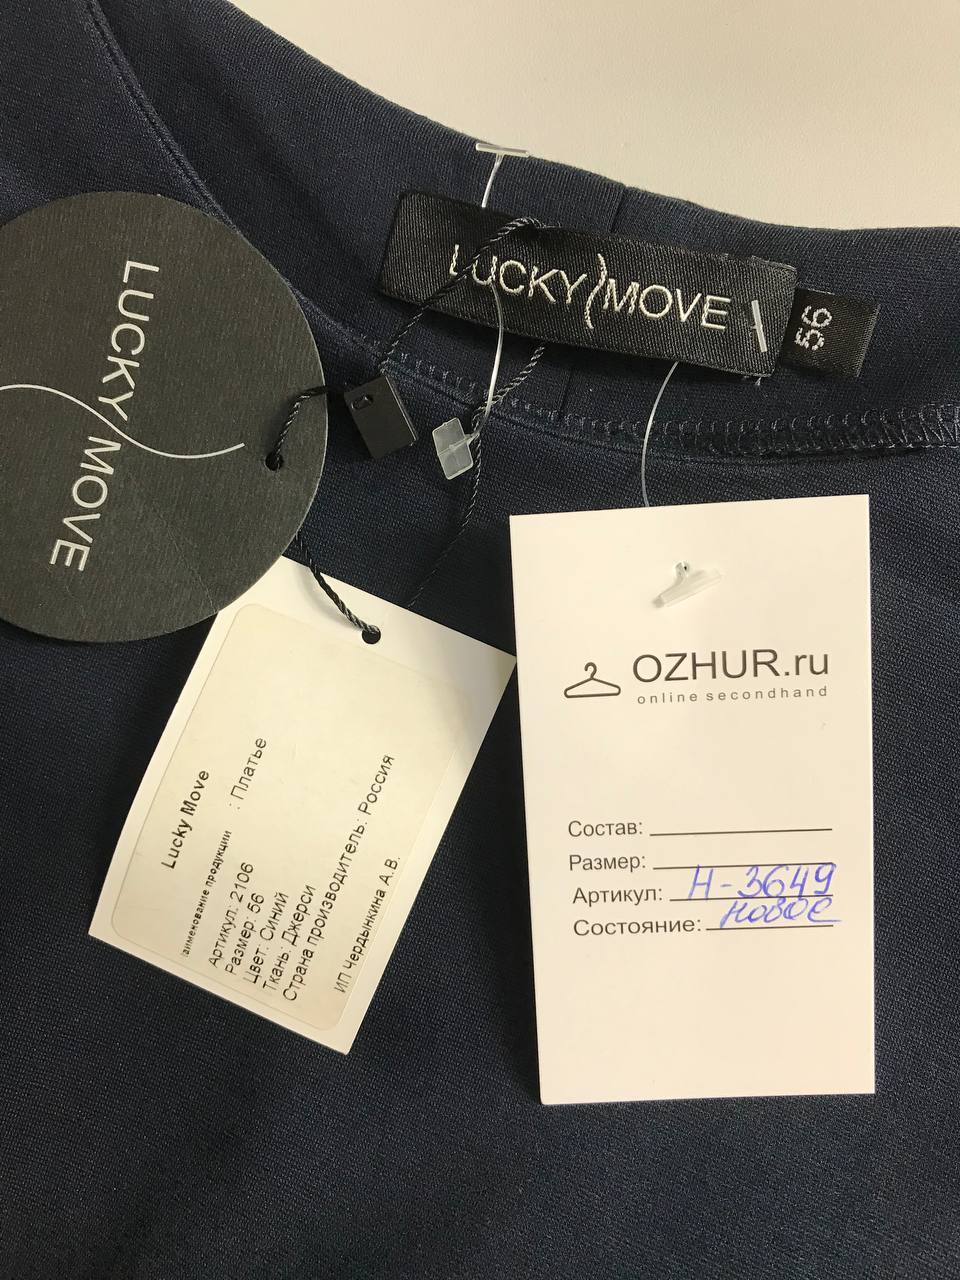 LUCKY MOVE
56
LUCKY MOVE
Lucky Move
наименование продукции : Платье
Артикул: 2106
Размер: 56
Цвет: Синий
Ткань: Джерси
Страна производитель: Россия
ИП Чердынкина А.В.
OZHUR.ru
online secondhand
Состав:
Размер:
Артикул: Н-3649
Состояние: новое